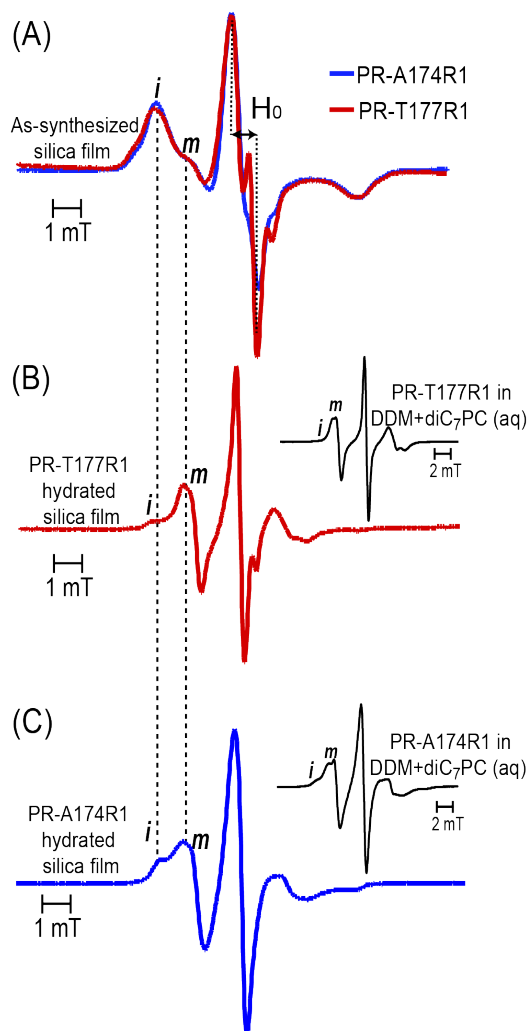 (A)
i
PR-A174R1
PR-T177R1
H₀
As-synthesized
silica film
m
1 mT
(B)
PR-T177R1 in
DDM+diC₇PC (aq)
m
i
2 mT
PR-T177R1
hydrated
silica film
i
m
1 mT
(C)
PR-A174R1 in
DDM+diC₇PC (aq)
m
i
2 mT
PR-A174R1
hydrated
silica film
i
m
1 mT